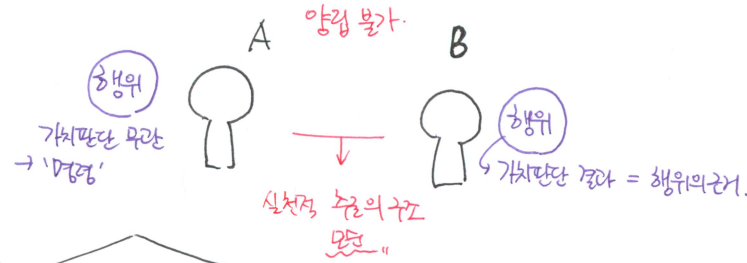 양립 불가.
A
B
행위
가치판단 무관
→ '명령'
행위
가치판단 결과 = 행위의 근거.
실천적 추론의 구조
모순 "